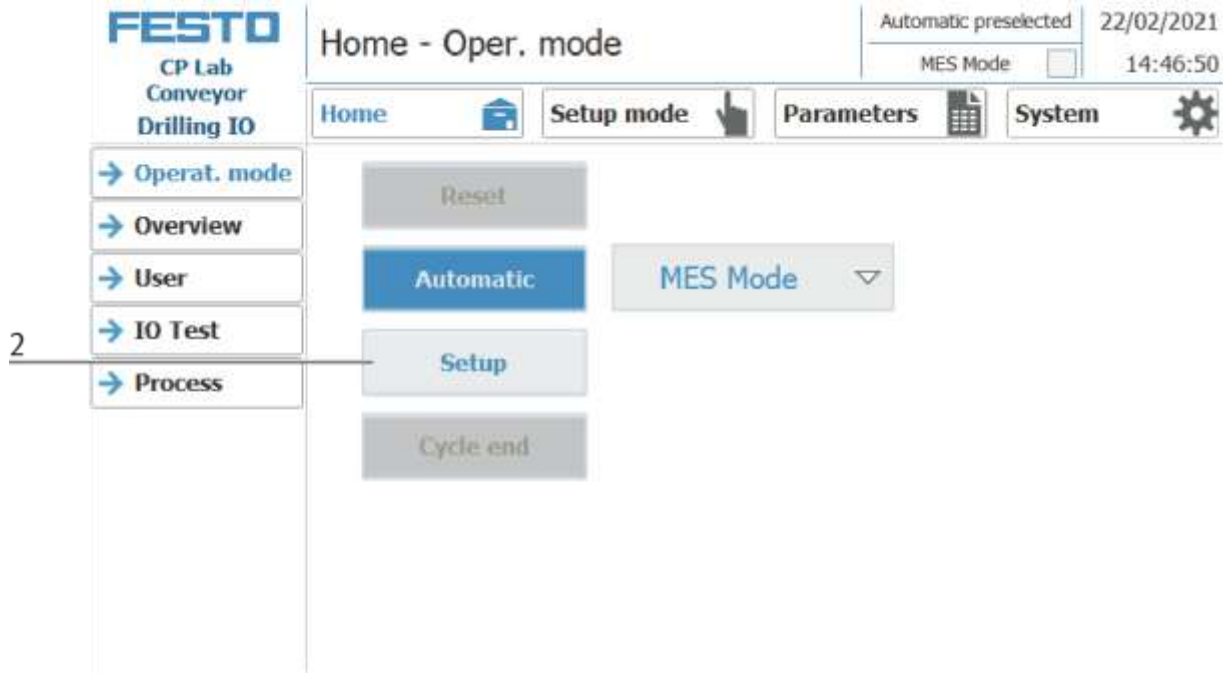 FESTO
CP Lab
Conveyor
Drilling IO
Home - Oper. mode
Automatic preselected
MES Mode
22/02/2021
14:46:50
Home
Setup mode
Parameters
System
Operat. mode
Overview
User
IO Test
Process
Reset
Automatic
MES Mode
Setup
Cycle end
2